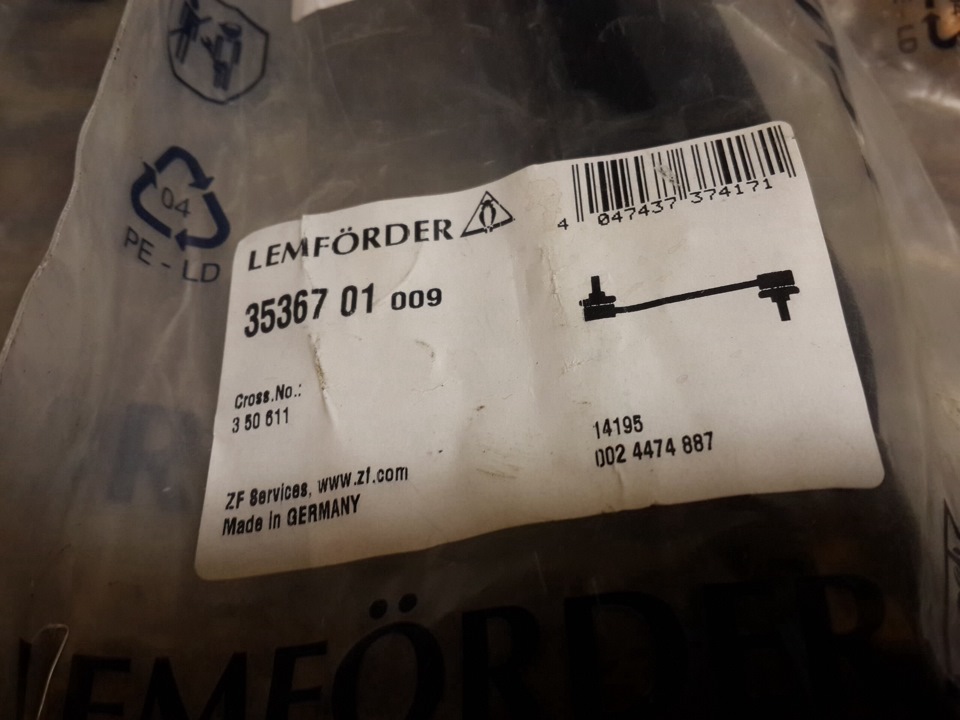 04
PE-LD
LEMFÖRDER
4 047437 374171
35367 01 009
Cross.No.:
3 50 611
14195
002 4474 887
ZF Services, www.zf.com
Made in GERMANY
LEMFÖRDER